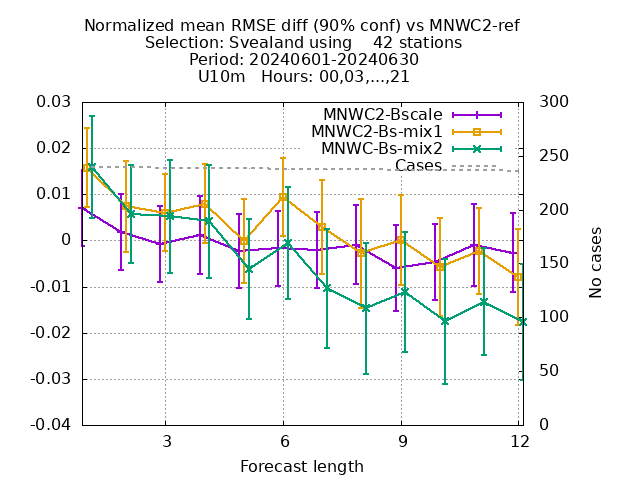 Normalized mean RMSE diff (90% conf) vs MNWC2-ref
Selection: Svealand using    42 stations
Period: 20240601-20240630
U10m   Hours: 00,03,...,21
MNWC2-Bscale
MNWC2-Bs-mix1
MNWC-Bs-mix2
Cases
0.03
0.02
0.01
0
-0.01
-0.02
-0.03
-0.04
300
250
200
150
100
50
0
No cases
3
6
9
12
Forecast length